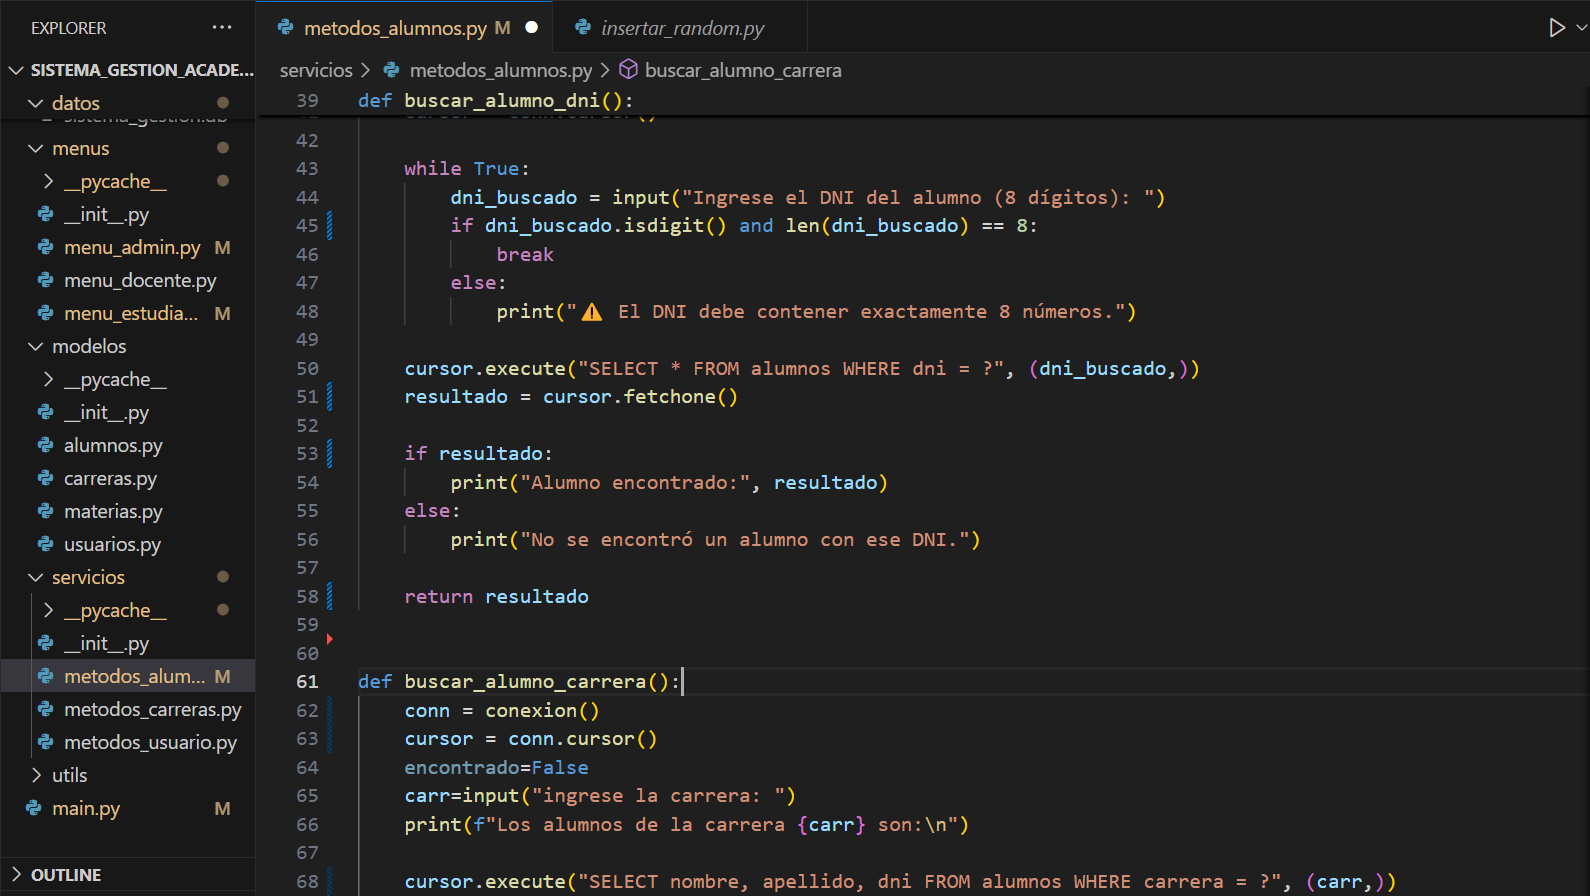 EXPLORER ...
SISTEMA_GESTION_ACADE...
datos
sistema_gestion.db
menus
__pycache__
__init__.py
menu_admin.py M
menu_docente.py
menu_estudia... M
modelos
__pycache__
__init__.py
alumnos.py
carreras.py
materias.py
usuarios.py
servicios
__pycache__
__init__.py
metodos_alum... M
metodos_carreras.py
metodos_usuario.py
utils
main.py M
OUTLINE
metodos_alumnos.py M
insertar_random.py
servicios > metodos_alumnos.py > buscar_alumno_carrera
39 def buscar_alumno_dni():
cursor = conn.cursor()
42
43 while True:
44 dni_buscado = input("Ingrese el DNI del alumno (8 dígitos): ")
45 if dni_buscado.isdigit() and len(dni_buscado) == 8:
46 break
47 else:
48 print("⚠️ El DNI debe contener exactamente 8 números.")
49
50 cursor.execute("SELECT * FROM alumnos WHERE dni = ?", (dni_buscado,))
51 resultado = cursor.fetchone()
52
53 if resultado:
54 print("Alumno encontrado:", resultado)
55 else:
56 print("No se encontró un alumno con ese DNI.")
57
58 return resultado
59
60
61 def buscar_alumno_carrera():
62 conn = conexion()
63 cursor = conn.cursor()
64 encontrado=False
65 carr=input("ingrese la carrera: ")
66 print(f"Los alumnos de la carrera {carr} son:\n")
67
68 cursor.execute("SELECT nombre, apellido, dni FROM alumnos WHERE carrera = ?", (carr,))